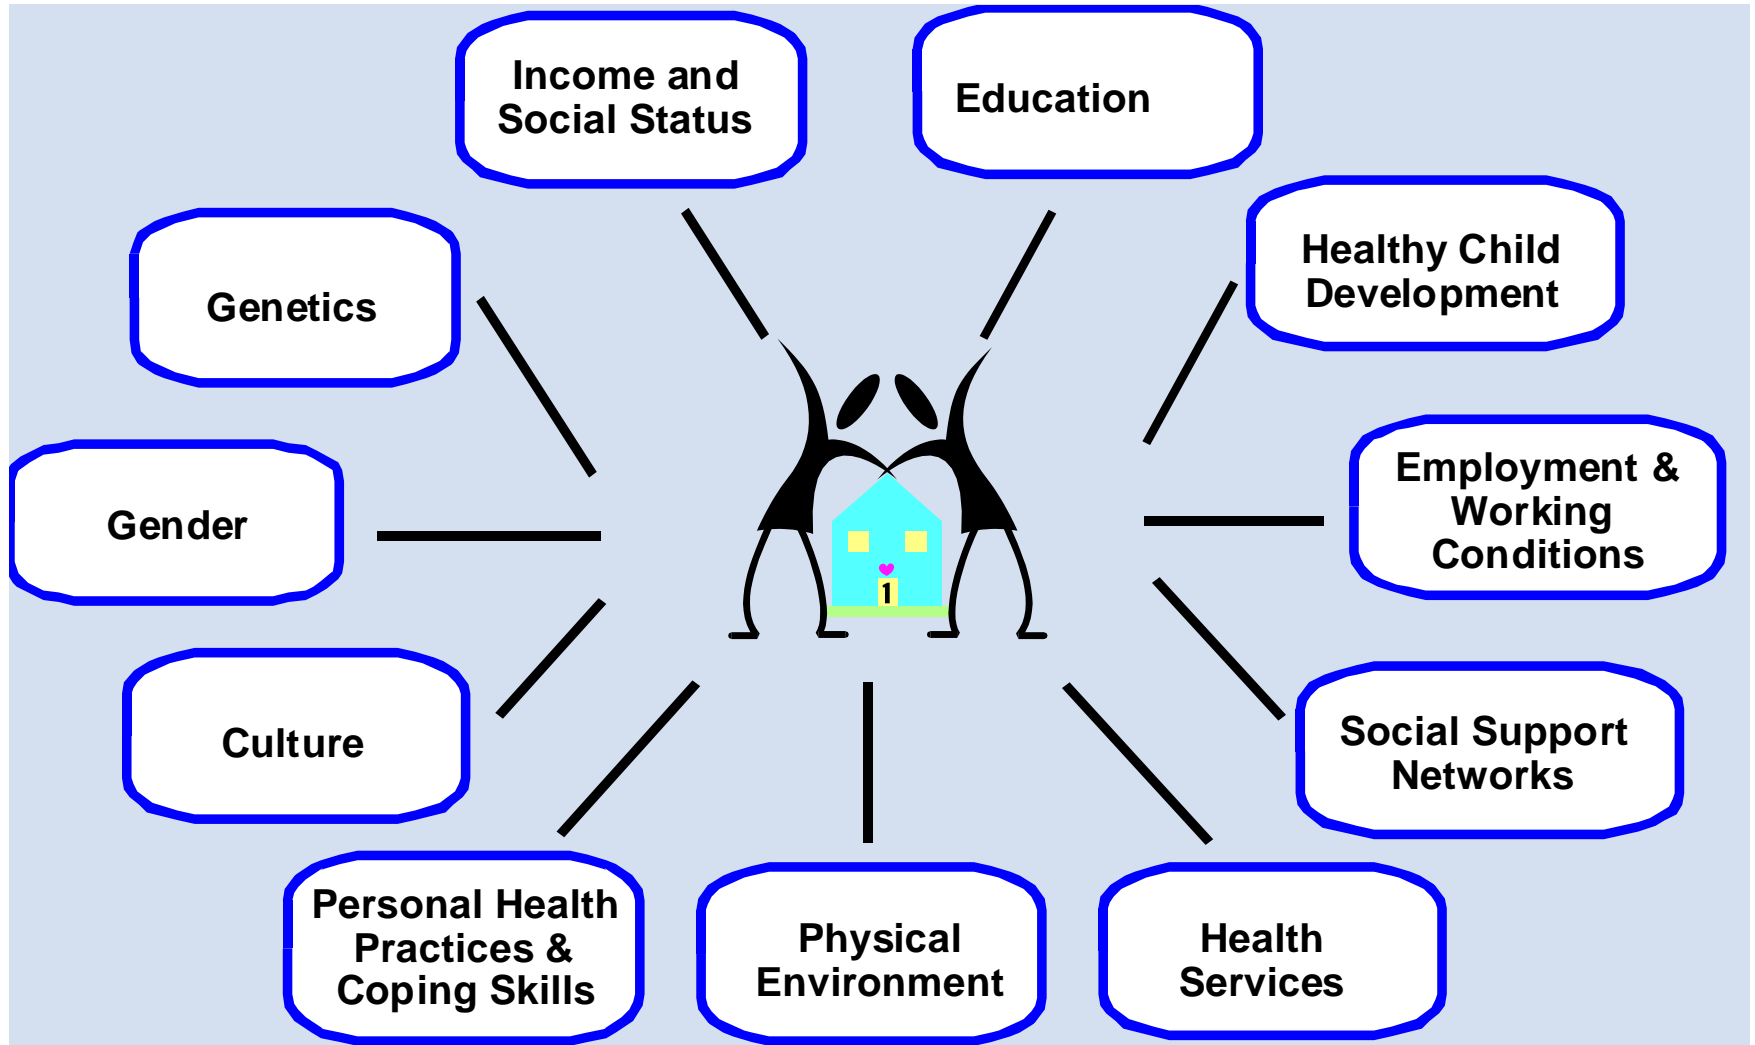 Income and
Social Status
Education
Healthy Child
Development
Genetics
Employment &
Working
Conditions
Gender
1
Social Support
Networks
Culture
Personal Health
Practices &
Coping Skills
Physical
Environment
Health
Services